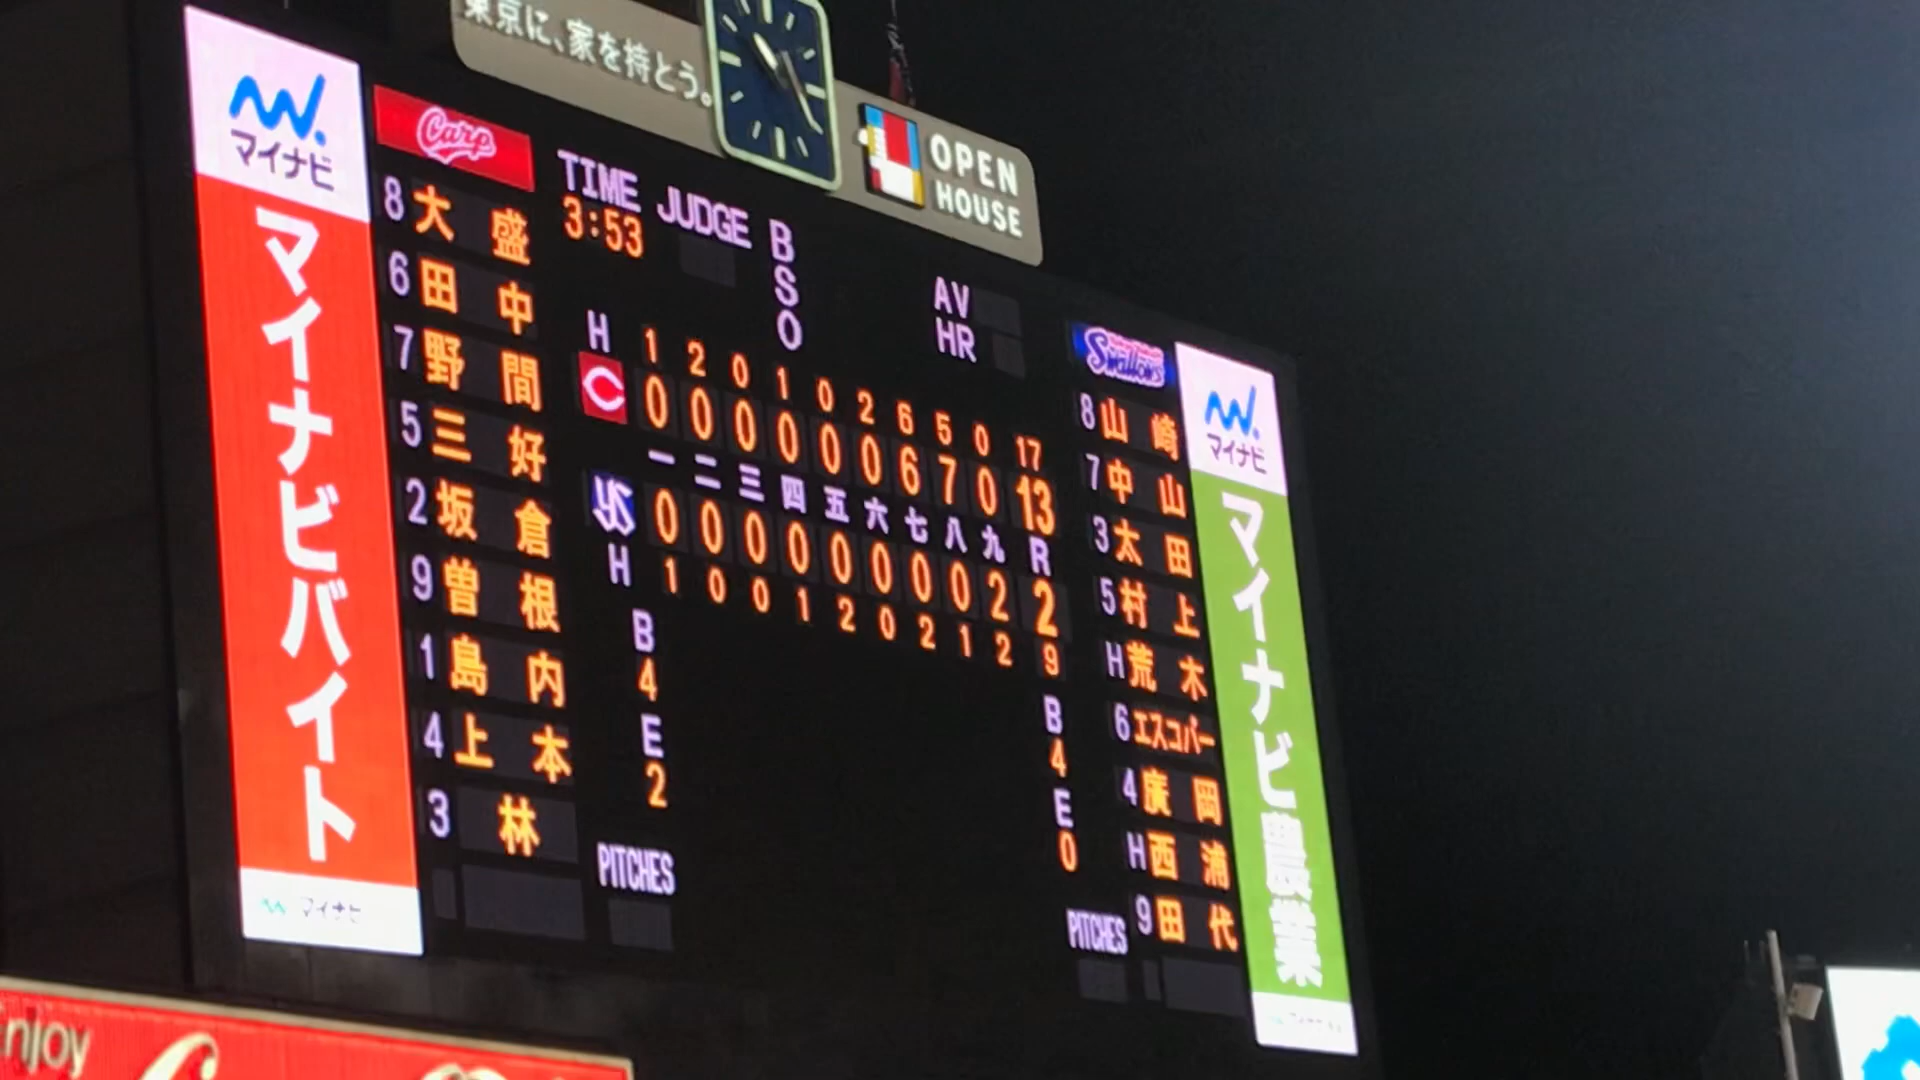 東京に、家を持とう。
OPEN
HOUSE
マイナビ
マイナビバイト
マイナビ
Carp
8 大盛
6 田中
7 野間
5 三好
2 坂倉
9 曽根
1 島内
4 上本
3 林
TIME JUDGE
3:53
B
S
O
AV
HR
H 1 2 0 1 0 2 6 5 0 17
C 0 0 0 0 0 0 6 7 0 13
一 二 三 四 五 六 七 八 九 R
YS 0 0 0 0 0 0 0 0 2 2
H 1 0 0 1 2 0 2 1 2 9
B
4
E
2
PITCHES
B
4
E
0
PITCHES
Swallows
8 山崎
7 中山
3 太田
5 村上
H 荒木
6 エスコバー
4 廣岡
H 西浦
9 田代
マイナビ
マイナビ農業
Enjoy